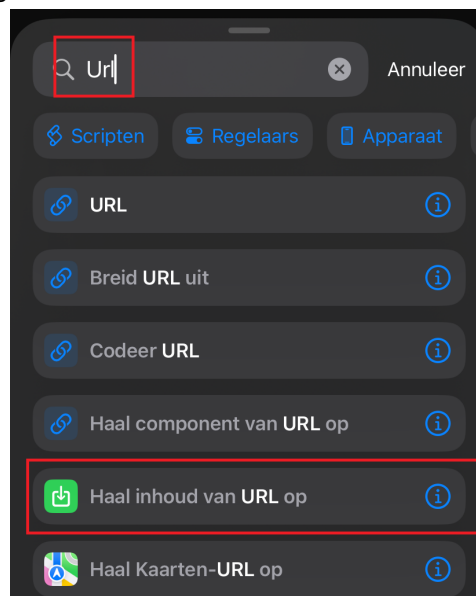 Url
Annuleer
Scripten
Regelaars
Apparaat
URL
Breid URL uit
Codeer URL
Haal component van URL op
Haal inhoud van URL op
Haal Kaarten-URL op